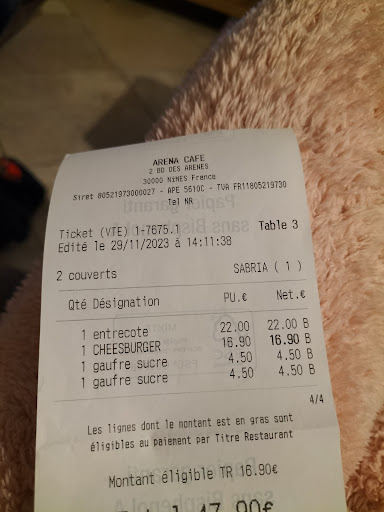 ARENA CAFE
2 BD DES ARENES
30000 NIMES France
Siret 80521973000027 - APE 5610C - TVA FR11805219730
Tel NR
Ticket (VTE) 1-7675.1 Table 3
Edité le 29/11/2023 à 14:11:38
2 couverts SABRIA ( 1 )
Qté Désignation PU.€ Net.€
1 entrecote 22.00 22.00 B
1 CHEESBURGER 16.90 16.90 B
1 gaufre sucre 4.50 4.50 B
1 gaufre sucre 4.50 4.50 B
4/4
Les lignes dont le montant est en gras sont
éligibles au paiement par Titre Restaurant
Montant éligible TR 16.90€
47.90€